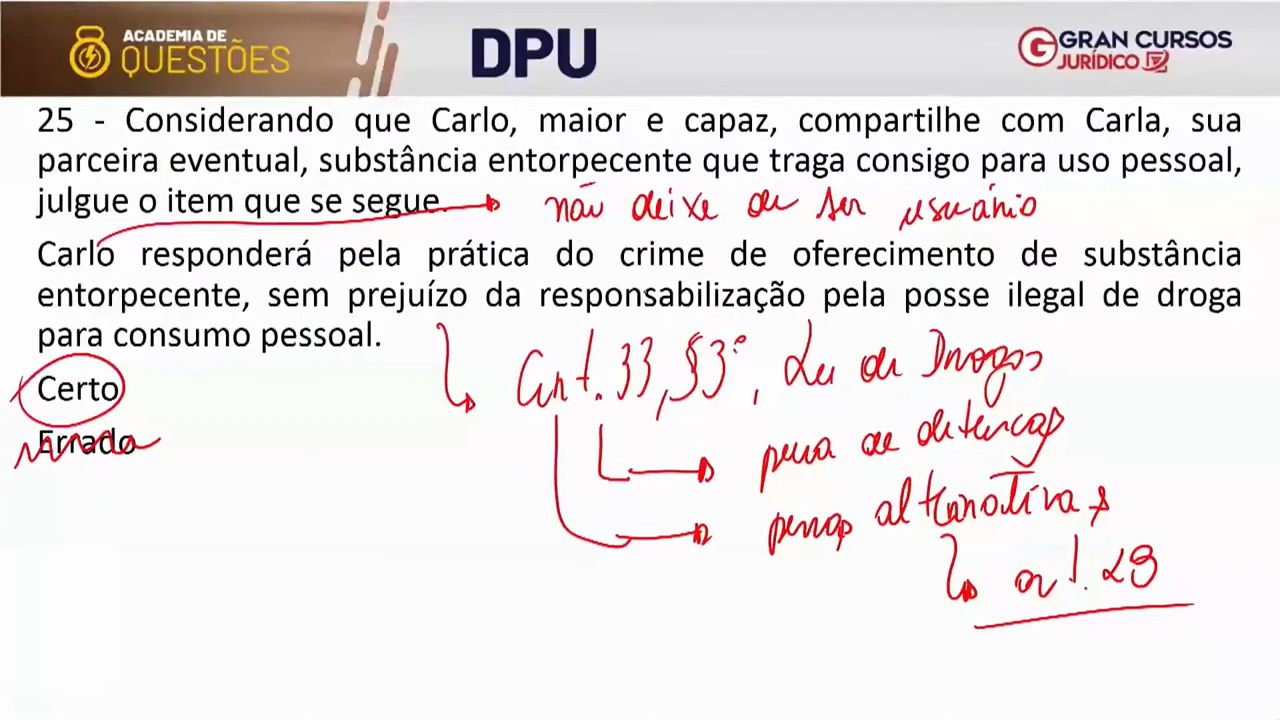 ACADEMIA DE
QUESTÕES
DPU
GRAN CURSOS
JURÍDICO
25 - Considerando que Carlo, maior e capaz, compartilhe com Carla, sua
parceira eventual, substância entorpecente que traga consigo para uso pessoal,
julgue o item que se segue.
não deixe de ser usuário
Carlo responderá pela prática do crime de oferecimento de substância
entorpecente, sem prejuízo da responsabilização pela posse ilegal de droga
para consumo pessoal.
Art. 33, §3º, Lei de Drogas
Certo
Errado
pena de detenção
penas alternativas
art. 28